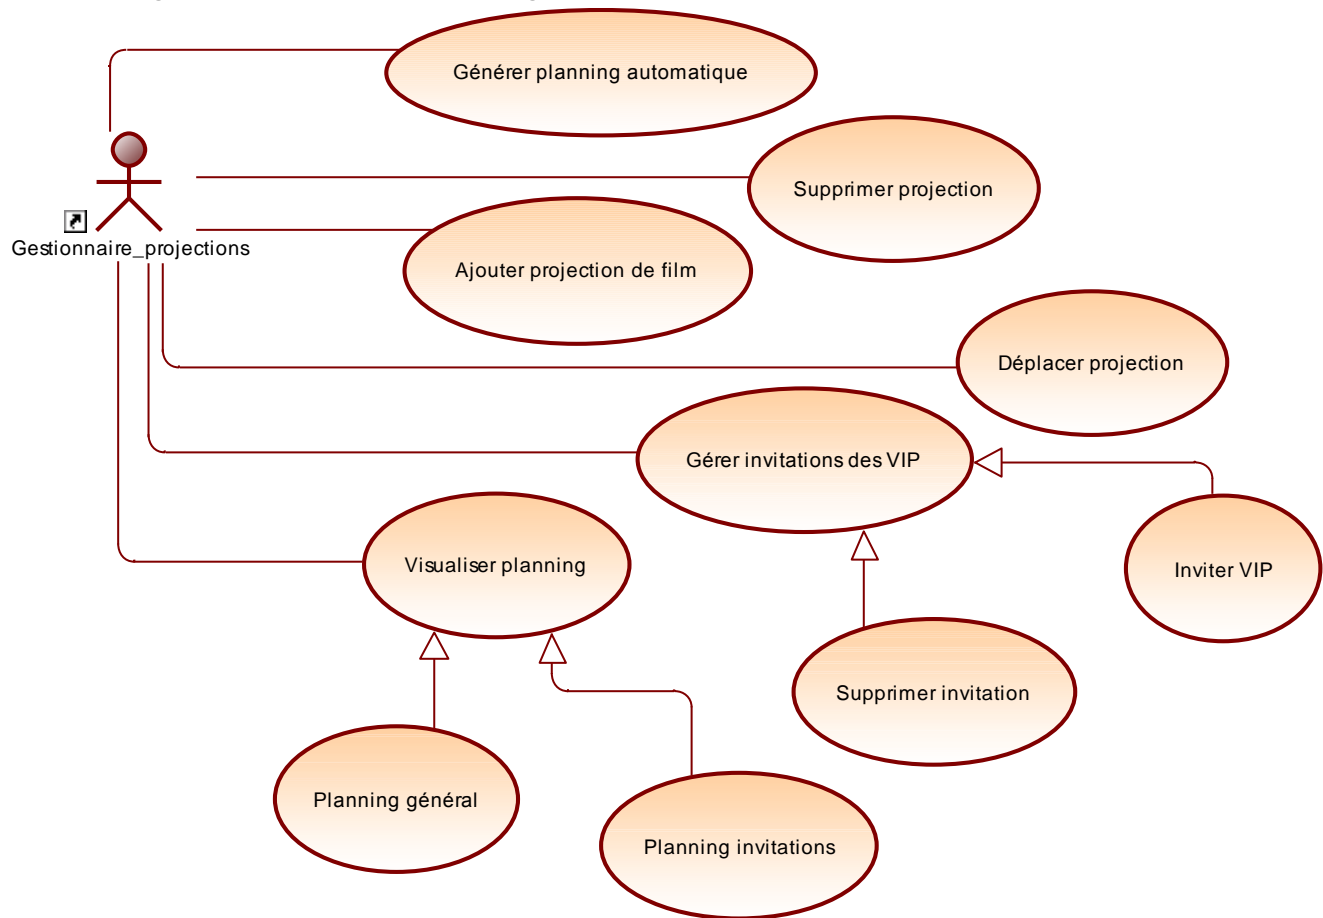 Générer planning automatique
Supprimer projection
Gestionnaire_projections
Ajouter projection de film
Déplacer projection
Gérer invitations des VIP
Visualiser planning
Inviter VIP
Supprimer invitation
Planning général
Planning invitations